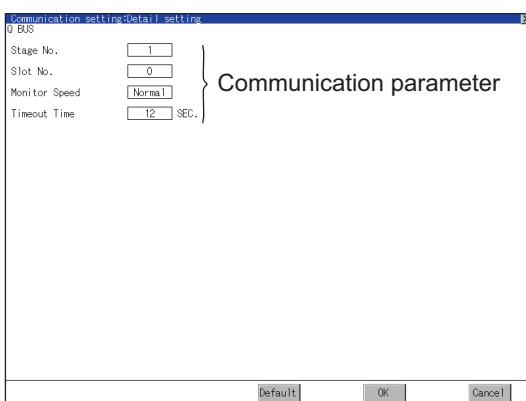 Communication setting:Detail setting
Q BUS
Stage No. 1
Slot No. 0
Monitor Speed Normal
Timeout Time 12 SEC.
Communication parameter
Default OK Cancel